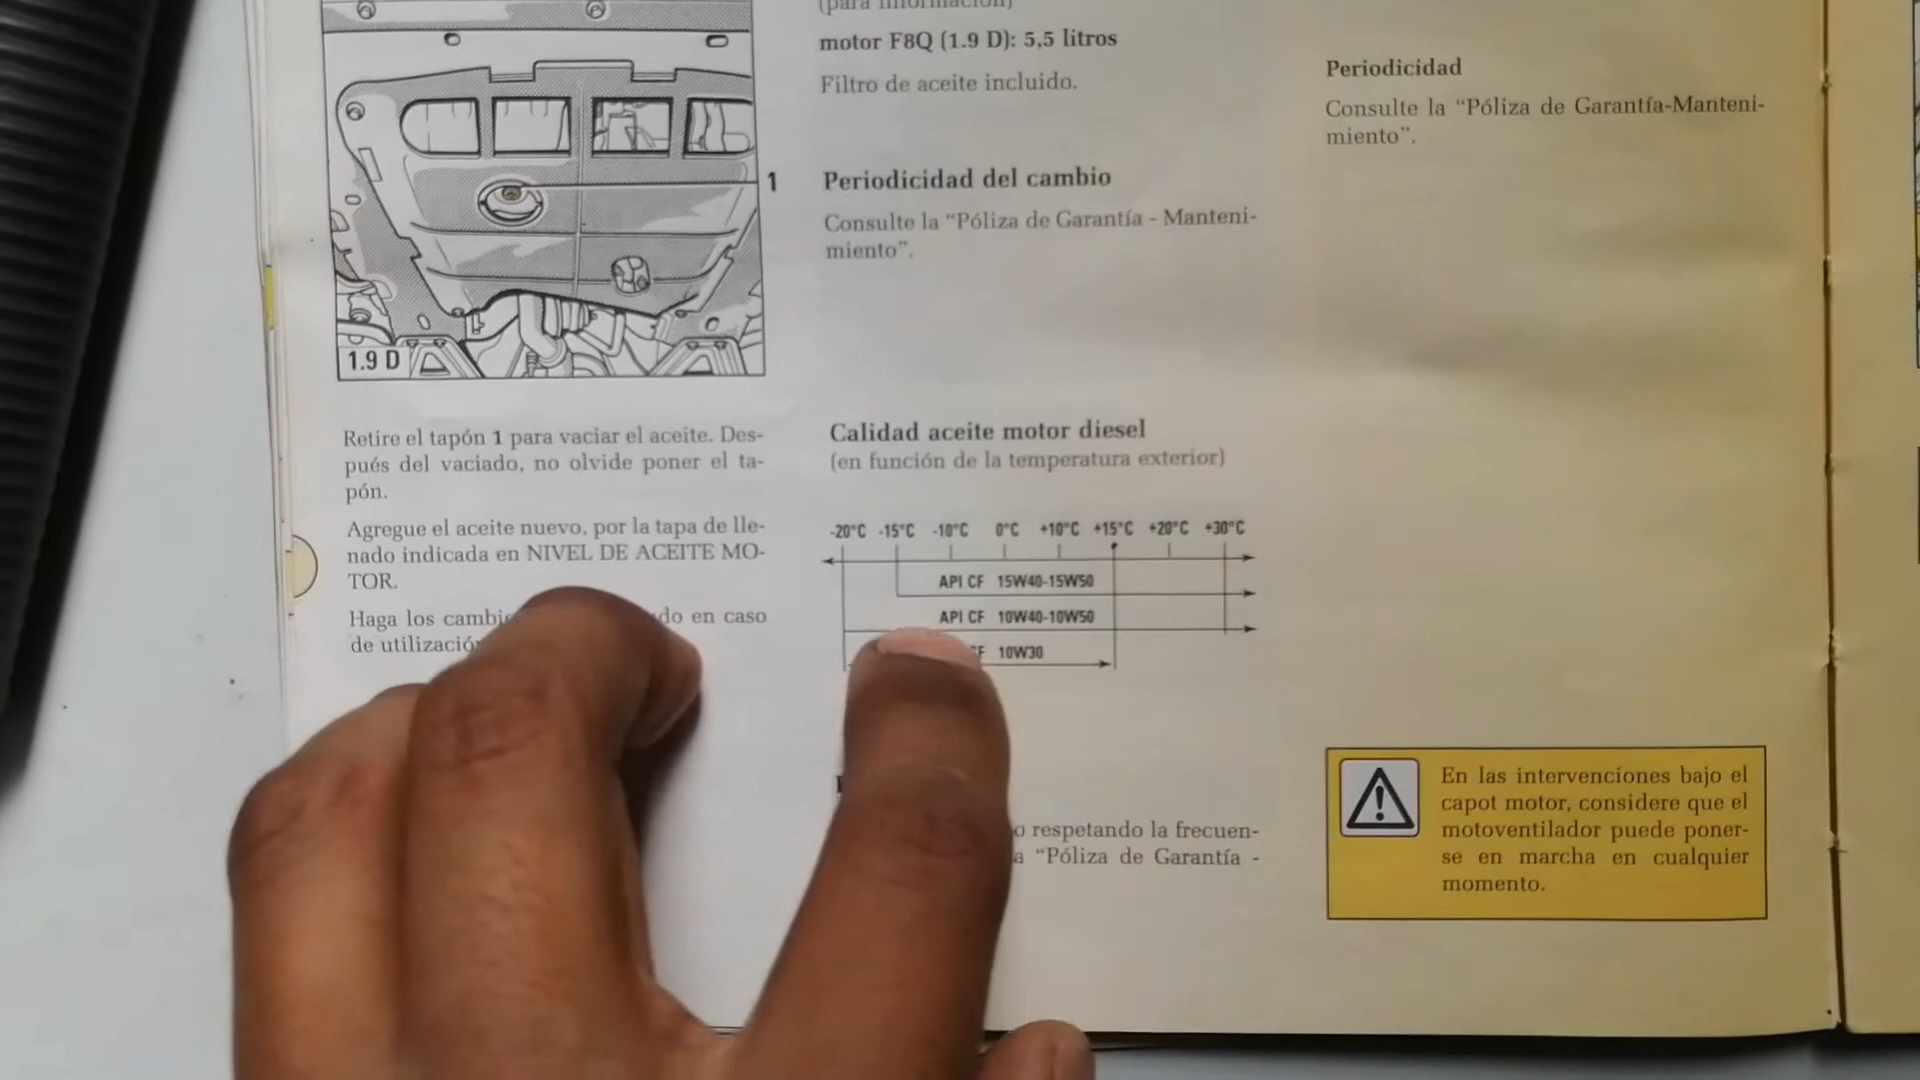 1
1.9 D
Retire el tapón 1 para vaciar el aceite. Des-
pués del vaciado, no olvide poner el ta-
pón.
Agregue el aceite nuevo, por la tapa de lle-
nado indicada en NIVEL DE ACEITE MO-
TOR.
Haga los en caso
de
(para información)
motor F8Q (1.9 D): 5,5 litros
Filtro de aceite incluido.
Periodicidad del cambio
Consulte la “Póliza de Garantía - Manteni-
miento”.
Calidad aceite motor diesel
(en función de la temperatura exterior)
-20°C -15°C -10°C 0°C +10°C +15°C +20°C +30°C
API CF 15W40-15W50
API CF 10W40-10W50
10W30
respetando la frecuen-
“Póliza de Garantía -
Periodicidad
Consulte la “Póliza de Garantía-Manteni-
miento”.
En las intervenciones bajo el
capot motor, considere que el
motoventilador puede poner-
se en marcha en cualquier
momento.